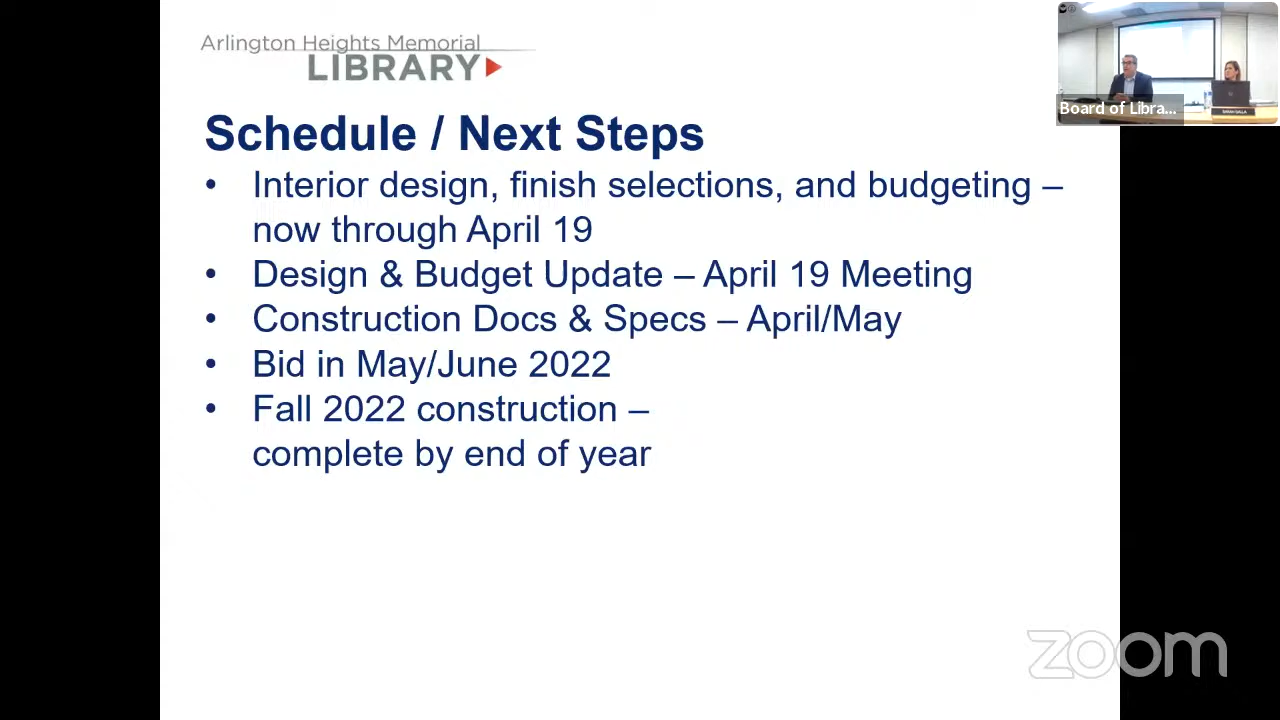 Arlington Heights Memorial
LIBRARY
Schedule / Next Steps
• Interior design, finish selections, and budgeting –
now through April 19
• Design & Budget Update – April 19 Meeting
• Construction Docs & Specs – April/May
• Bid in May/June 2022
• Fall 2022 construction –
complete by end of year
Board of Libra...
zoom